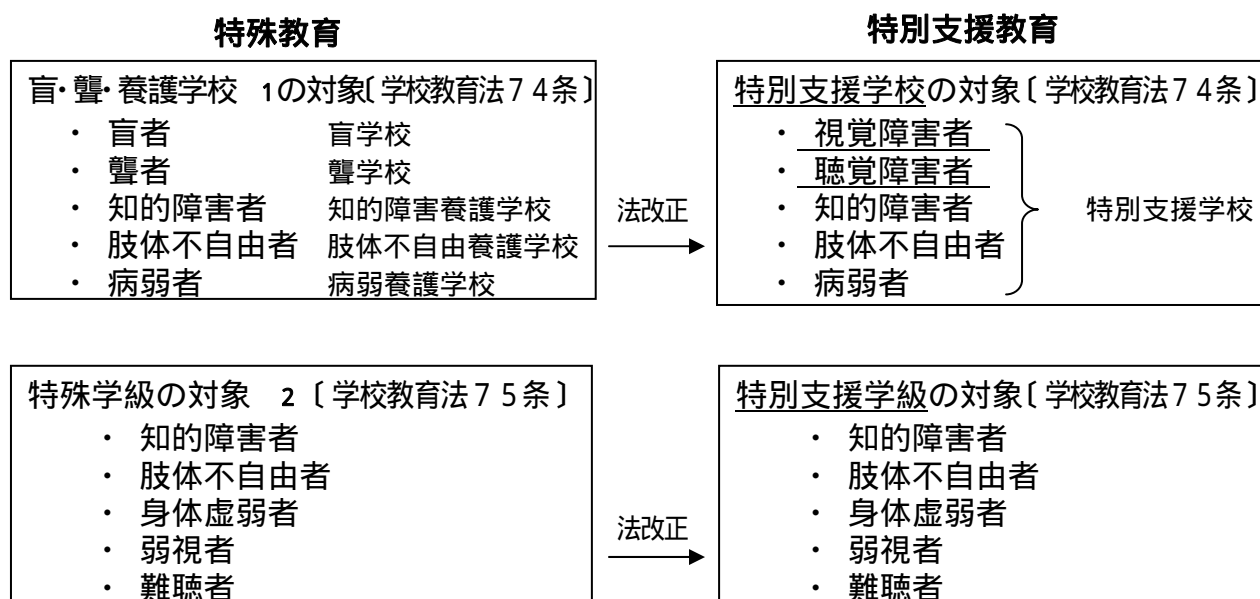 特殊教育
盲・聾・養護学校 1の対象〔学校教育法74条〕
・ 盲者 盲学校
・ 聾者 聾学校
・ 知的障害者 知的障害養護学校
・ 肢体不自由者 肢体不自由養護学校
・ 病弱者 病弱養護学校
法改正
特別支援教育
特別支援学校の対象〔学校教育法74条〕
・ 視覚障害者
・ 聴覚障害者
・ 知的障害者
・ 肢体不自由者
・ 病弱者
特別支援学校
特殊学級の対象 2〔学校教育法75条〕
・ 知的障害者
・ 肢体不自由者
・ 身体虚弱者
・ 弱視者
・ 難聴者
法改正
特別支援学級の対象〔学校教育法75条〕
・ 知的障害者
・ 肢体不自由者
・ 身体虚弱者
・ 弱視者
・ 難聴者